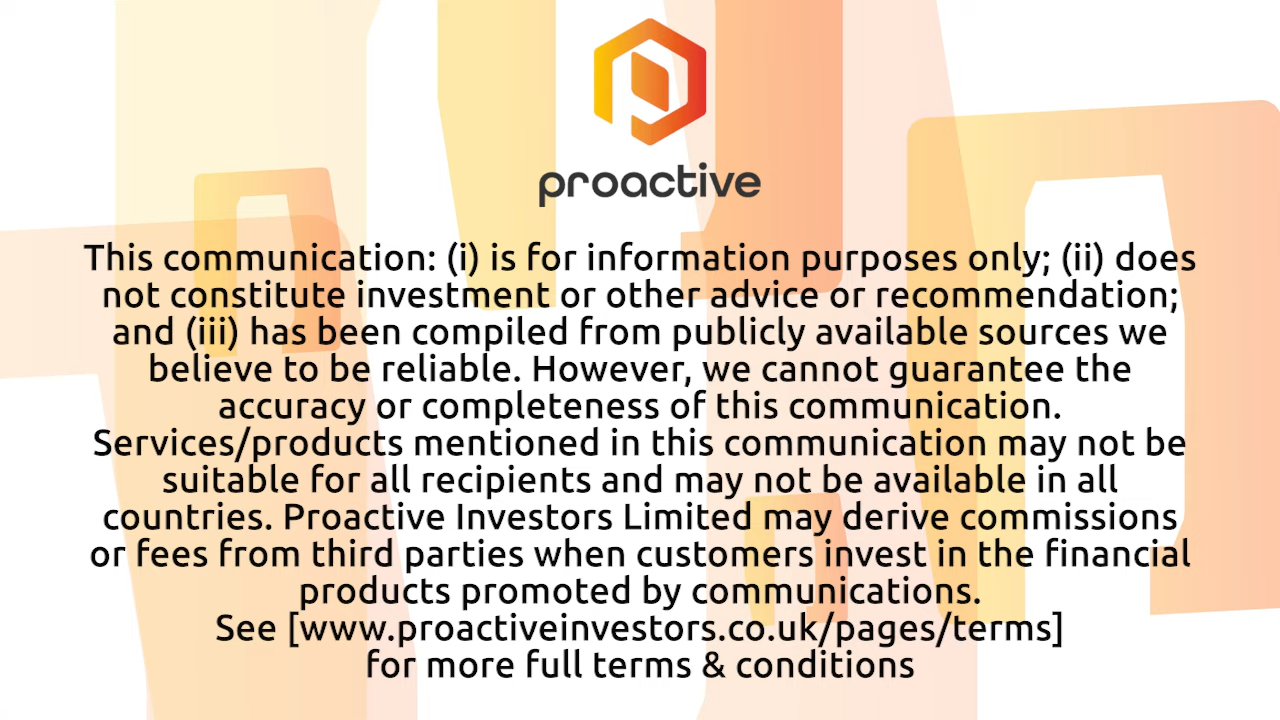 proactive
This communication: (i) is for information purposes only; (ii) does
not constitute investment or other advice or recommendation;
and (iii) has been compiled from publicly available sources we
believe to be reliable. However, we cannot guarantee the
accuracy or completeness of this communication.
Services/products mentioned in this communication may not be
suitable for all recipients and may not be available in all
countries. Proactive Investors Limited may derive commissions
or fees from third parties when customers invest in the financial
products promoted by communications.
See [www.proactiveinvestors.co.uk/pages/terms]
for more full terms & conditions